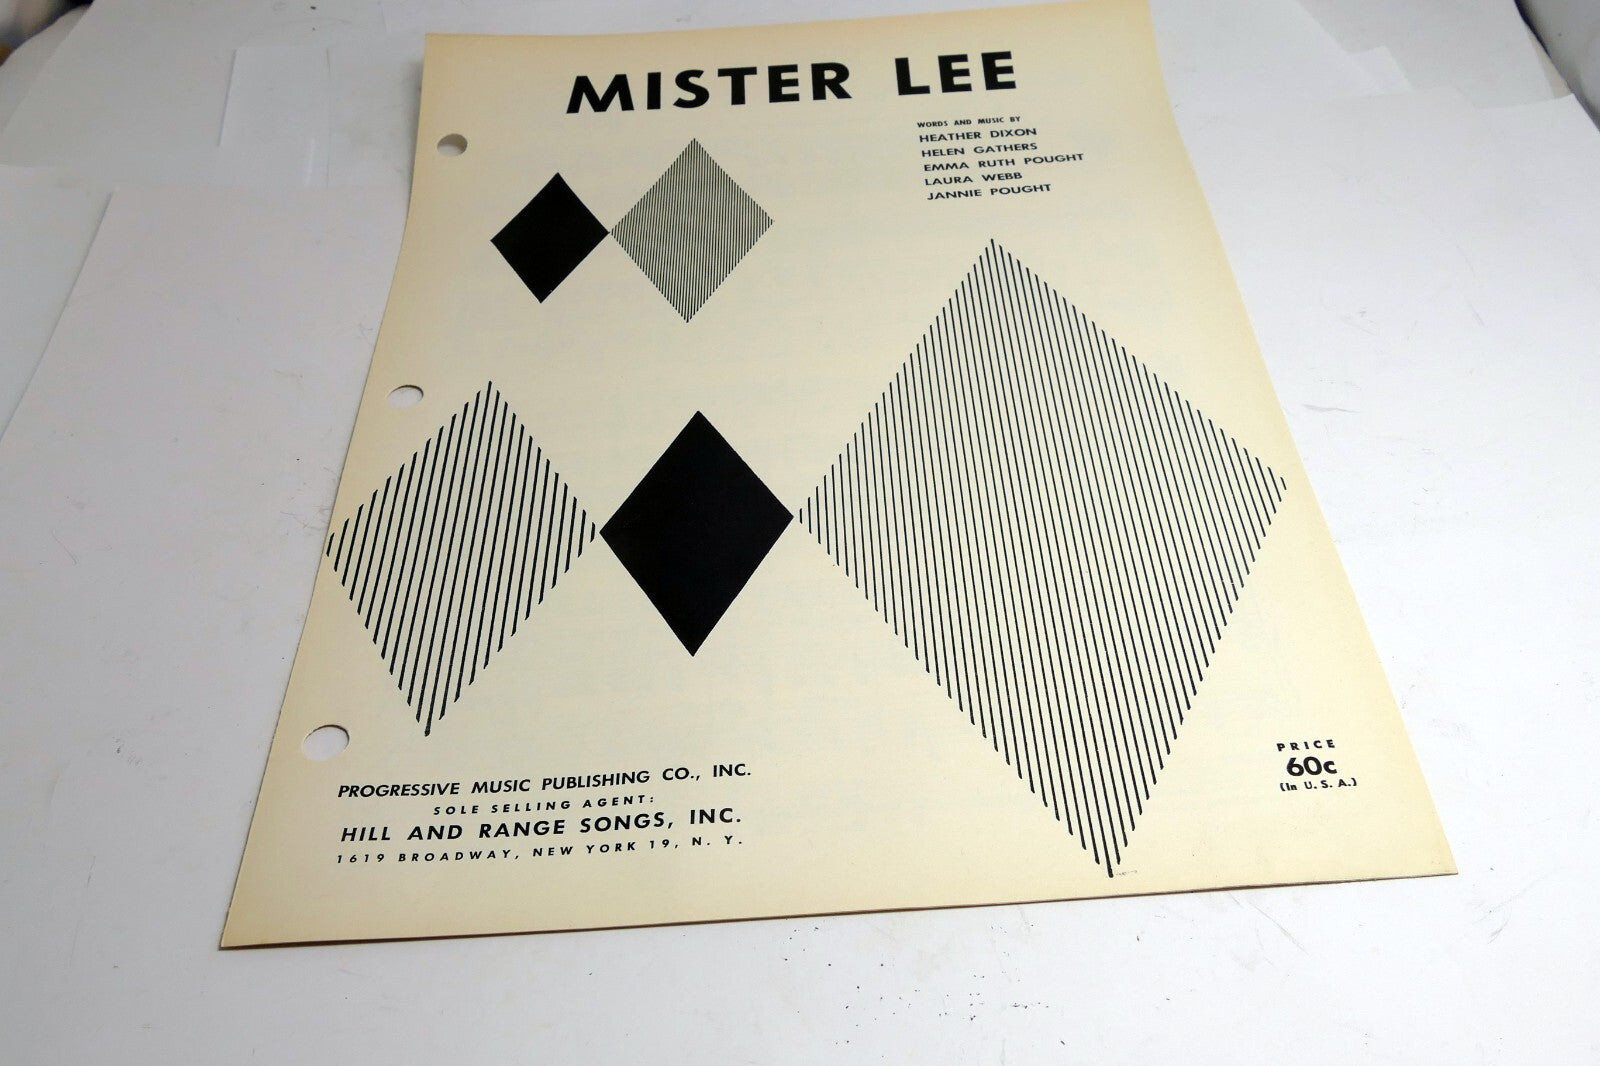 MISTER LEE
WORDS AND MUSIC BY
HEATHER DIXON
HELEN GATHERS
EMMA RUTH POUGHT
LAURA WEBB
JANNIE POUGHT
PROGRESSIVE MUSIC PUBLISHING CO., INC.
SOLE SELLING AGENT:
HILL AND RANGE SONGS, INC.
1619 BROADWAY, NEW YORK 19, N. Y.
PRICE
60c
(In U. S. A.)